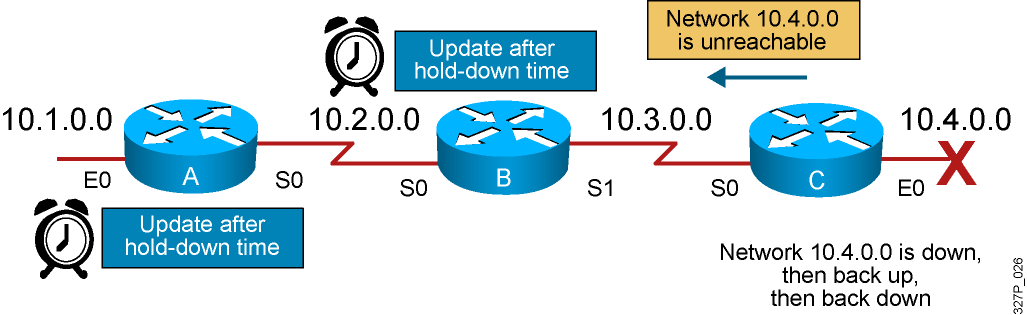 Network 10.4.0.0
is unreachable
Update after
hold-down time
10.1.0.0
10.2.0.0
10.3.0.0
10.4.0.0
A
B
C
E0
S0
S0
S1
S0
E0
X
Update after
hold-down time
Network 10.4.0.0 is down,
then back up,
then back down
327P_026